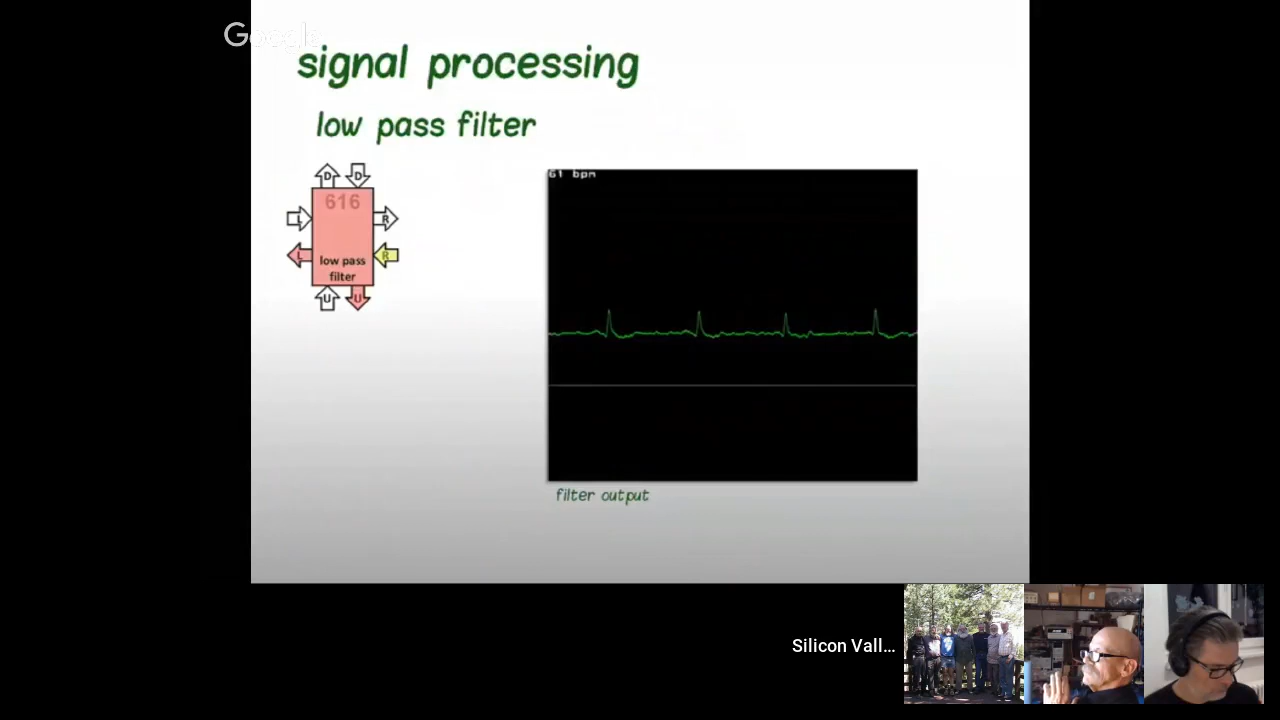 Google
signal processing
low pass filter
D D
616
L R
L R
low pass
filter
U U
61 bpm
filter output
Silicon Vall...